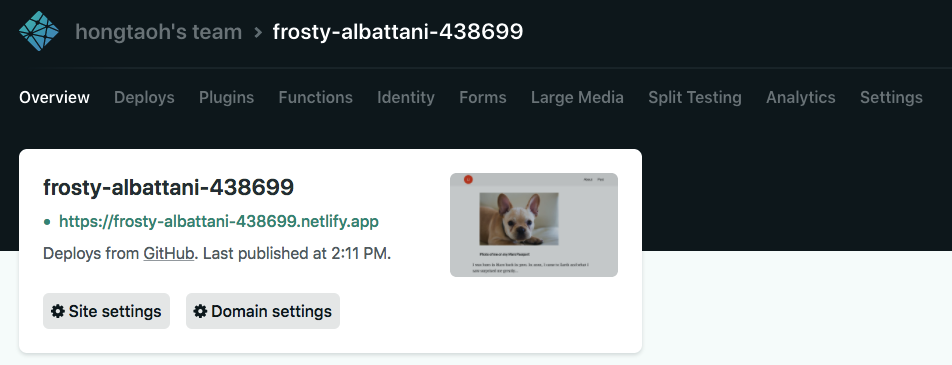 hongtaoh's team > frosty-albattani-438699
Overview Deploys Plugins Functions Identity Forms Large Media Split Testing Analytics Settings
frosty-albattani-438699
• https://frosty-albattani-438699.netlify.app
Deploys from GitHub. Last published at 2:11 PM.
Site settings Domain settings